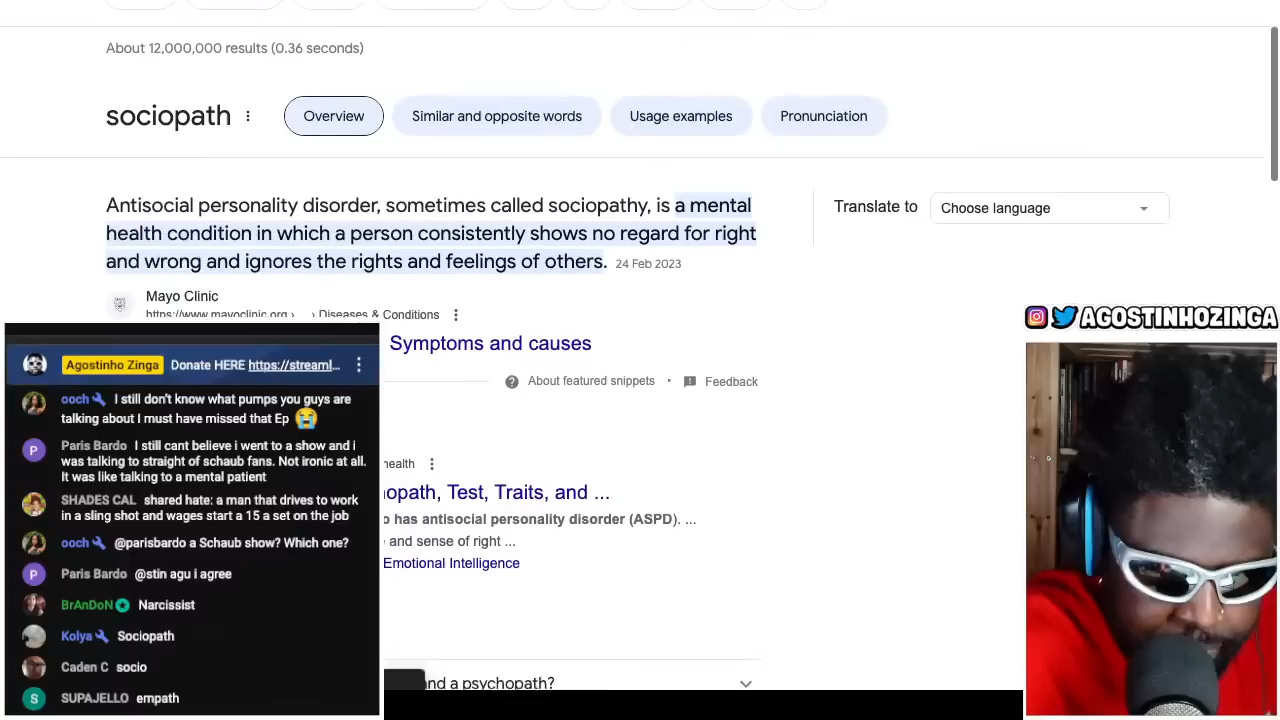 About 12,000,000 results (0.36 seconds)
sociopath
Overview
Similar and opposite words
Usage examples
Pronunciation
Antisocial personality disorder, sometimes called sociopathy, is a mental
health condition in which a person consistently shows no regard for right
and wrong and ignores the rights and feelings of others. 24 Feb 2023
Translate to
Choose language
Mayo Clinic
https://www.mayoclinic.org › › Diseases & Conditions
Symptoms and causes
About featured snippets • Feedback
health
opath, Test, Traits, and ...
has antisocial personality disorder (ASPD). ...
and sense of right ...
Emotional Intelligence
and a psychopath?
Agostinho Zinga Donate HERE https://streaml...
ooch I still don't know what pumps you guys are
talking about I must have missed that Ep 😭
P Paris Bardo I still cant believe i went to a show and i
was talking to straight of schaub fans. Not ironic at all.
It was like talking to a mental patient
SHADES CAL shared hate: a man that drives to work
in a sling shot and wages start a 15 a set on the job
ooch @parisbardo a Schaub show? Which one?
P Paris Bardo @stin agu i agree
BrAnDoN Narcissist
Kolya Sociopath
Caden C socio
S SUPAJELLO empath
AGOSTINHOZINGA